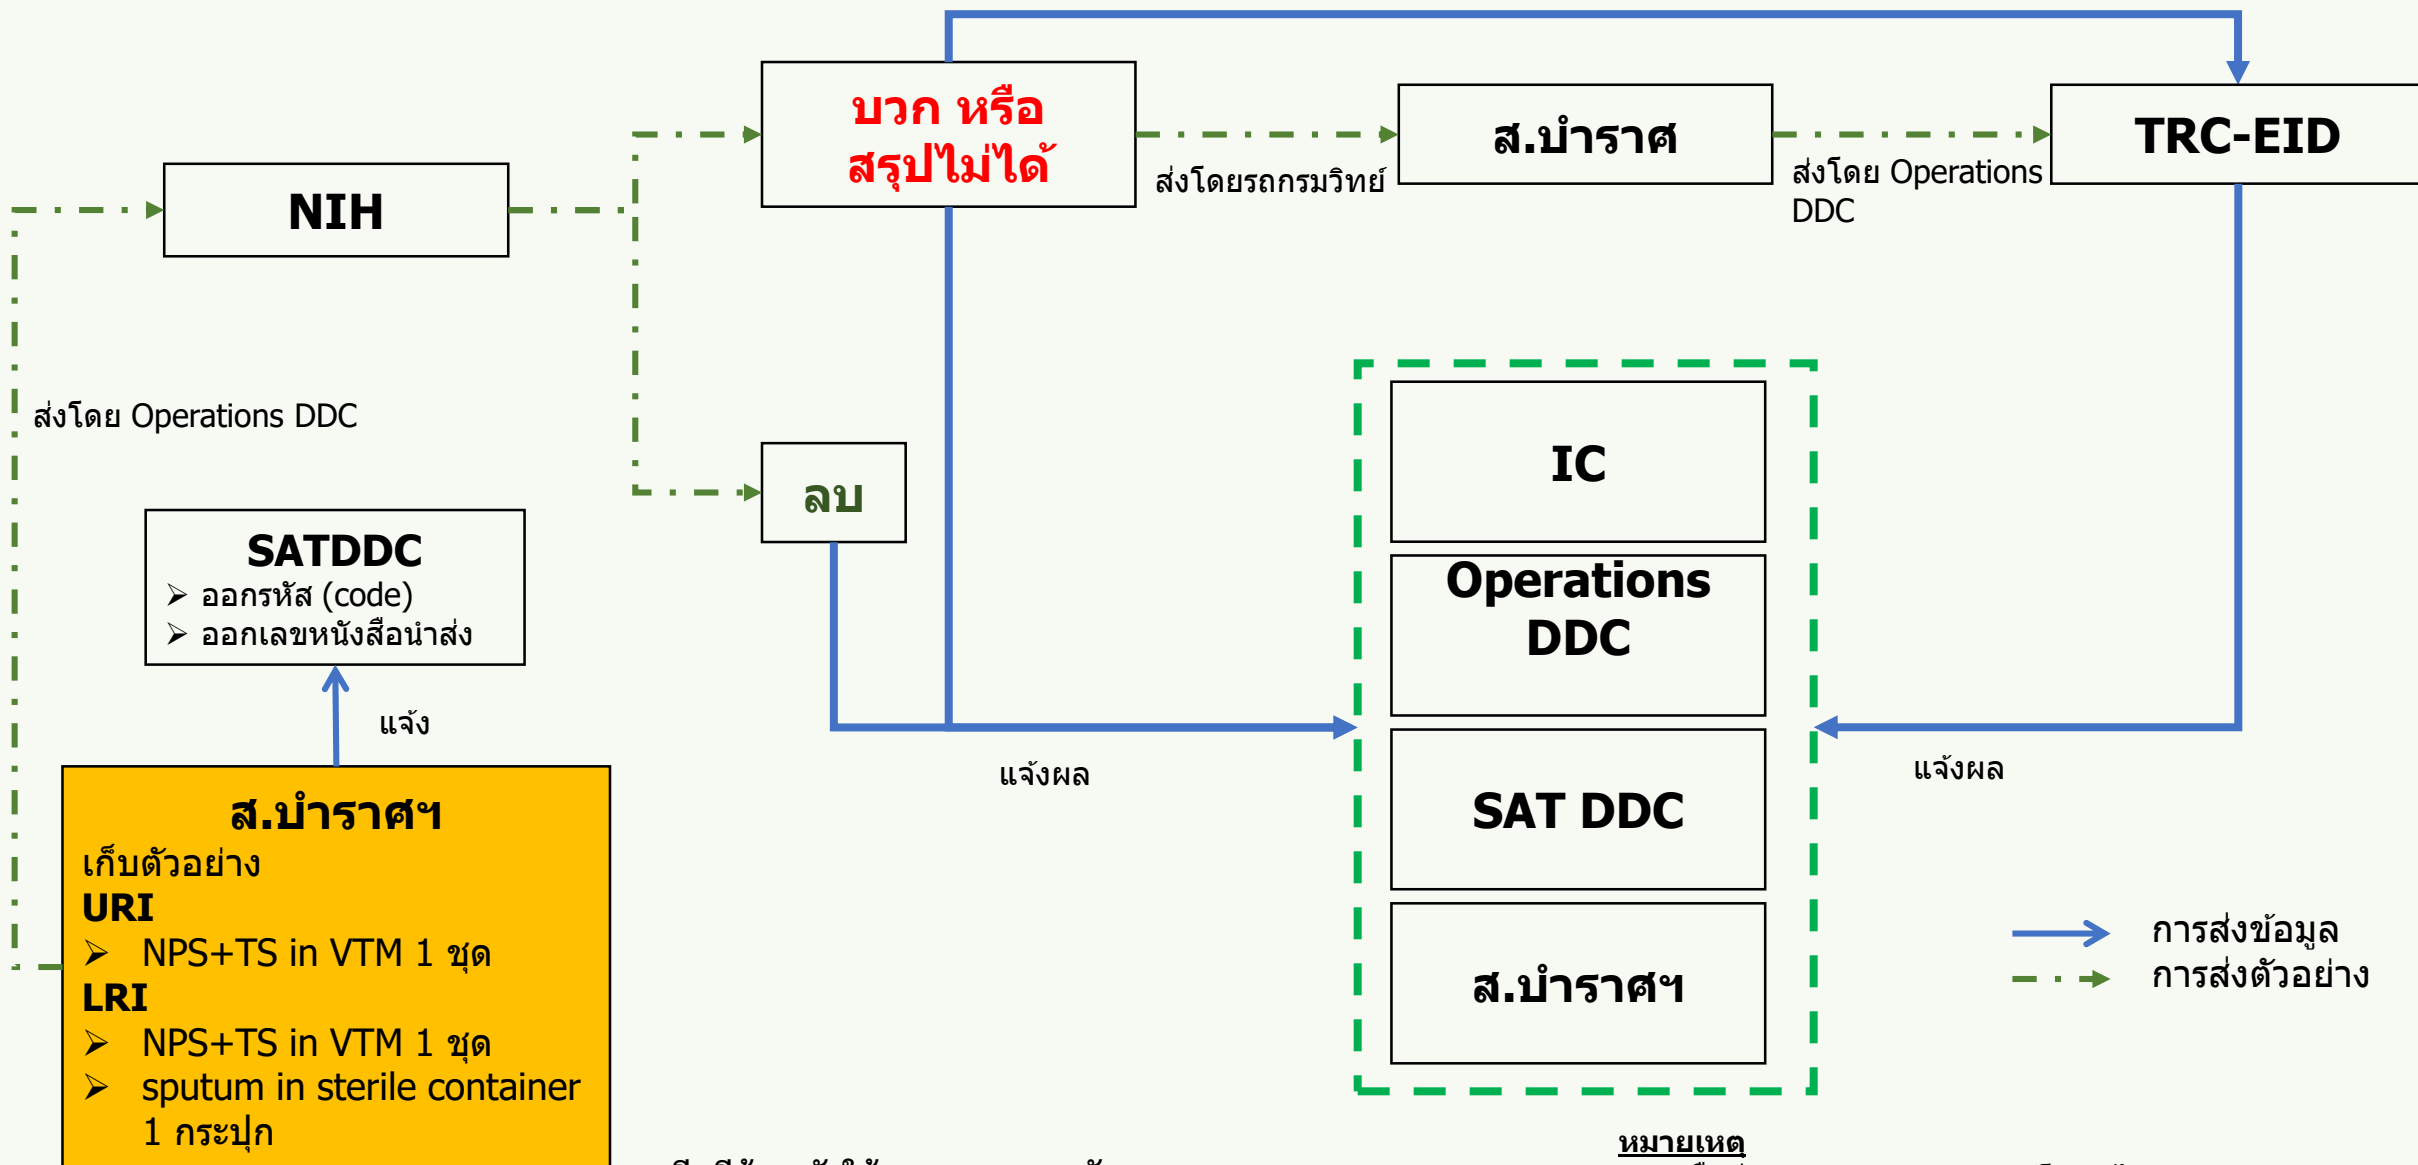 บวก หรือ
สรุปไม่ได้
ส.บำราศ
TRC-EID
NIH
ส่งโดยรถกรมวิทย์
ส่งโดย Operations
DDC
ส่งโดย Operations DDC
IC
ลบ
SATDDC
➢ ออกรหัส (code)
➢ ออกเลขหนังสือนำส่ง
Operations
DDC
แจ้ง
แจ้งผล
แจ้งผล
SAT DDC
ส.บำราศฯ
เก็บตัวอย่าง
URI
➢ NPS+TS in VTM 1 ชุด
LRI
➢ NPS+TS in VTM 1 ชุด
➢ sputum in sterile container
1 กระปุก
ส.บำราศฯ
การส่งข้อมูล
การส่งตัวอย่าง
หมายเหตุ